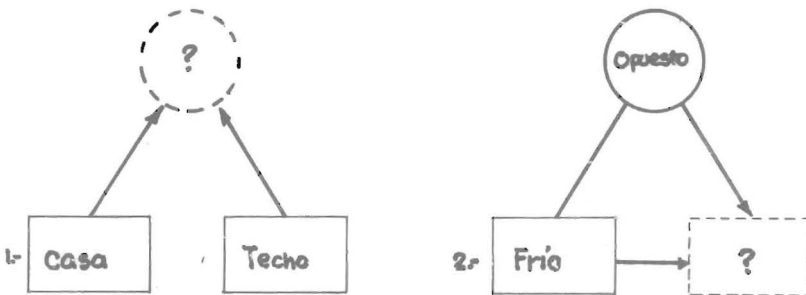 ?
Opuesto
1.- Casa
Techo
2.- Frío
?